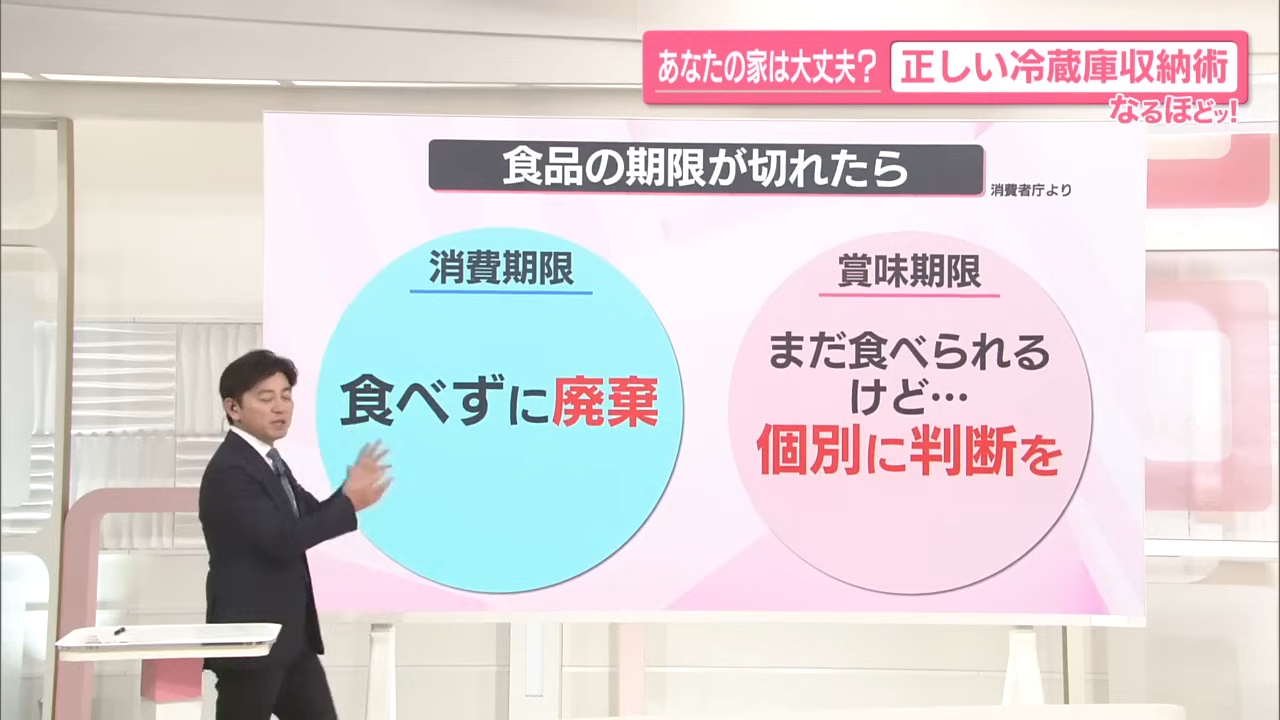 あなたの家は大丈夫?
正しい冷蔵庫収納術
なるほどッ!
食品の期限が切れたら
消費者庁より
消費期限
食べずに廃棄
賞味期限
まだ食べられる
けど…
個別に判断を